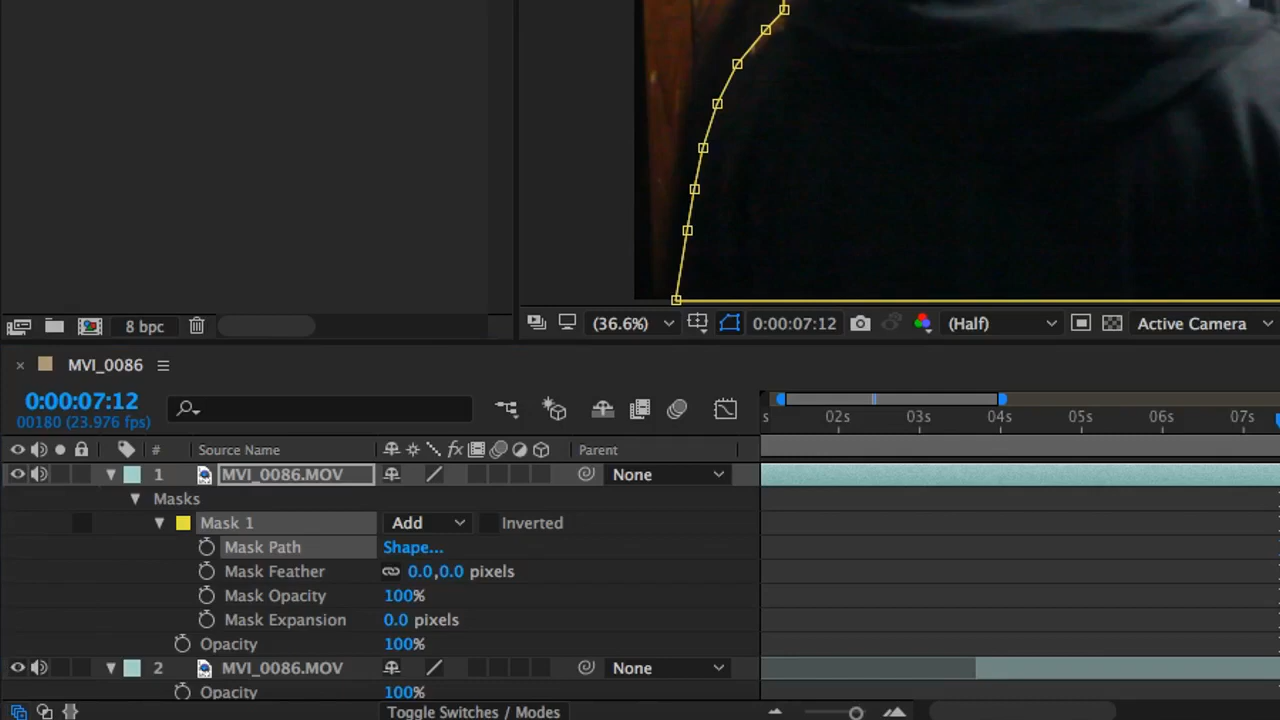 8 bpc
(36.6%)
0:00:07:12
(Half)
Active Camera
× MVI_0086
0:00:07:12
00180 (23.976 fps)
s 02s 03s 04s 05s 06s 07s
# Source Name fx Parent
1 MVI_0086.MOV None
Masks
Mask 1 Add Inverted
Mask Path Shape...
Mask Feather 0.0,0.0 pixels
Mask Opacity 100%
Mask Expansion 0.0 pixels
Opacity 100%
2 MVI_0086.MOV None
Opacity 100%
Toggle Switches / Modes